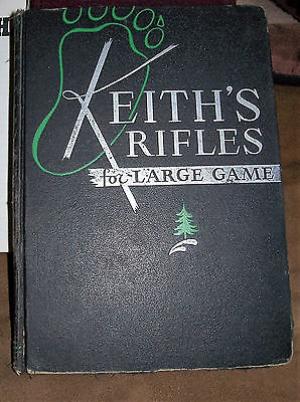 KEITH'S
RIFLES
for LARGE GAME